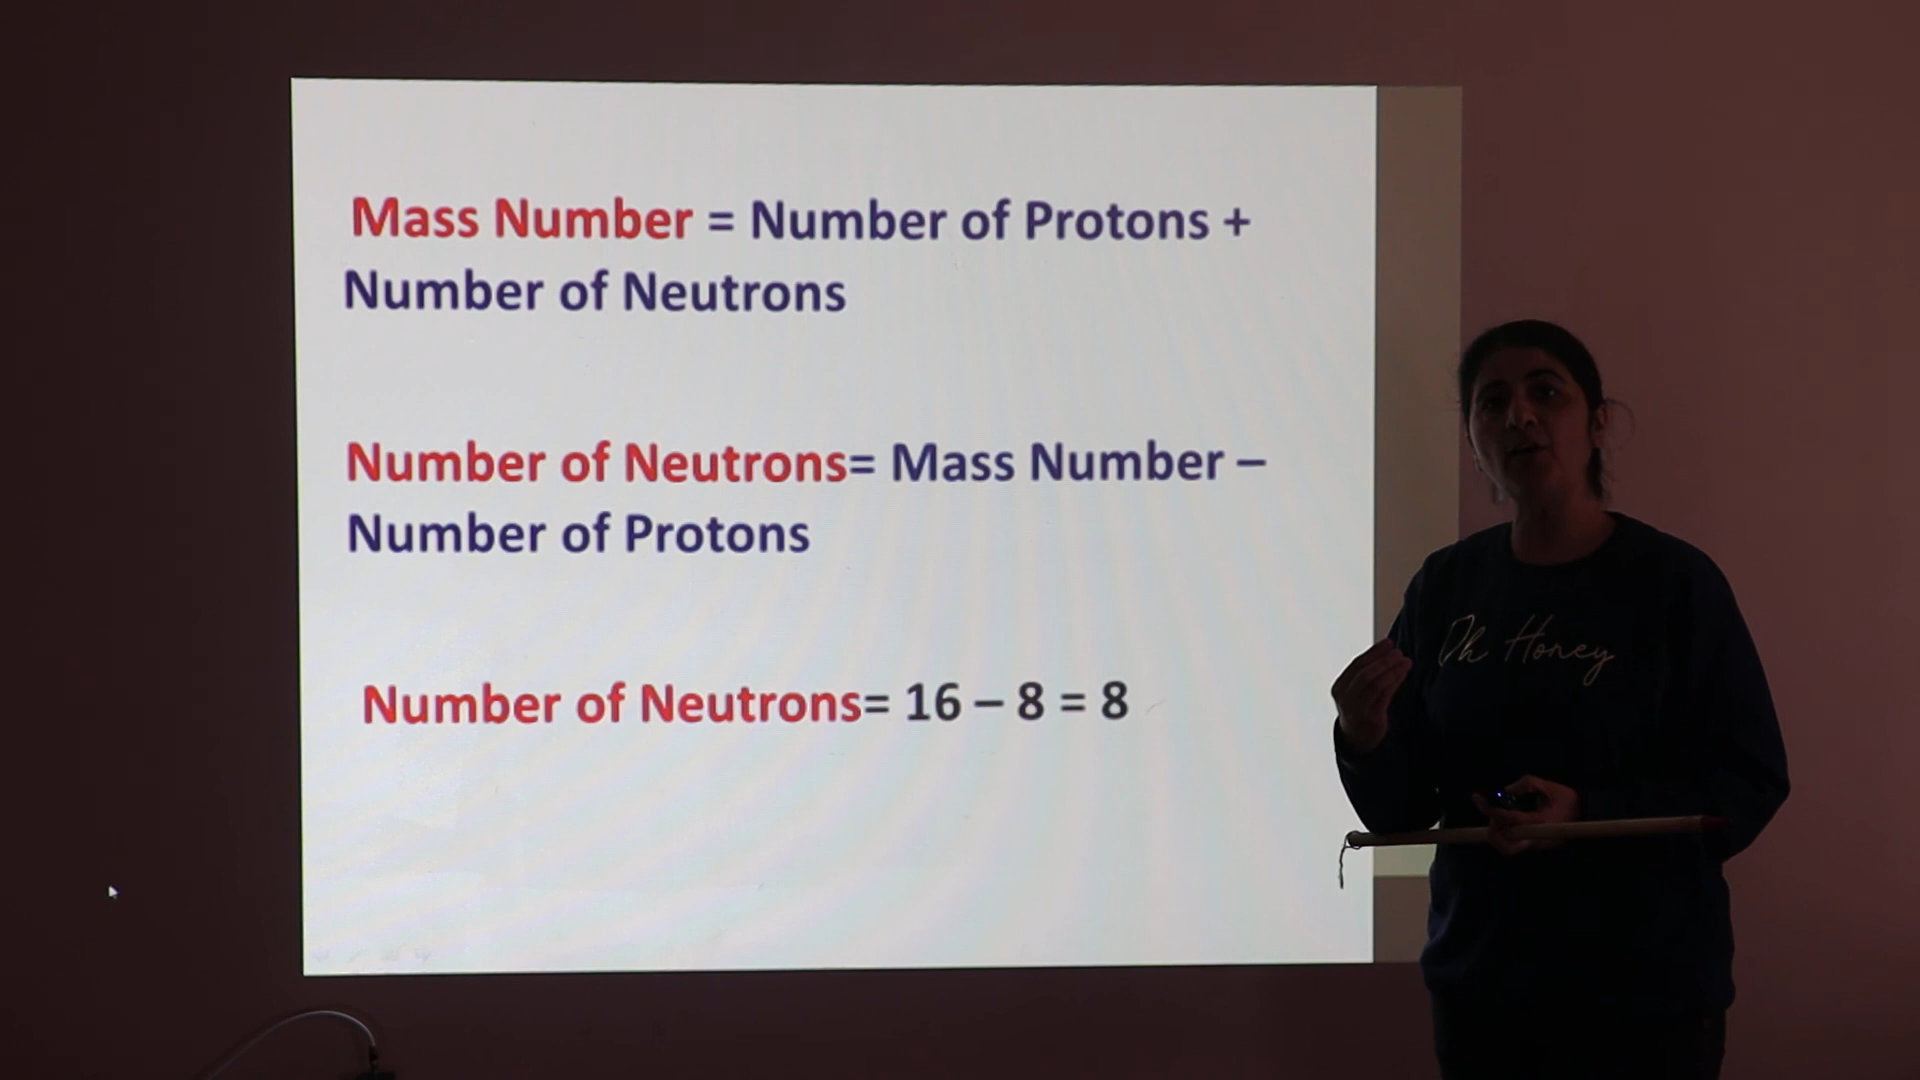 Mass Number = Number of Protons +
Number of Neutrons
Number of Neutrons= Mass Number –
Number of Protons
Number of Neutrons= 16 – 8 = 8
Oh Honey